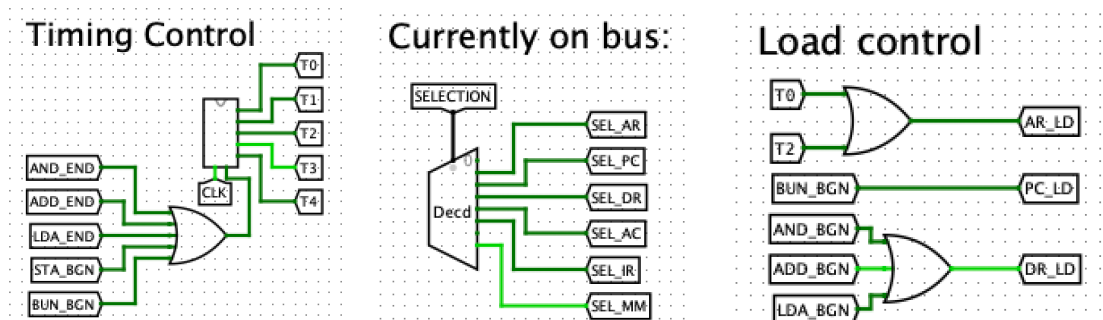 Timing Control
T0
T1
T2
T3
T4
CLK
AND_END
ADD_END
LDA_END
STA_BGN
BUN_BGN
Currently on bus:
SELECTION
0
Decd
SEL_AR
SEL_PC
SEL_DR
SEL_AC
SEL_IR
SEL_MM
Load control
T0
T2
AR_LD
BUN_BGN
PC_LD
AND_BGN
ADD_BGN
LDA_BGN
DR_LD